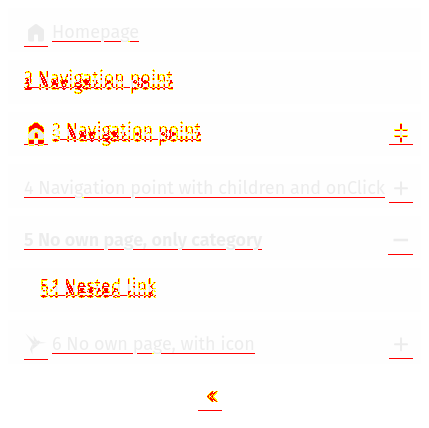 Homepage
2 Navigation point
3 Navigation point
4 Navigation point with children and onClick
5 No own page, only category
5.1 Nested link
6 No own page, with icon